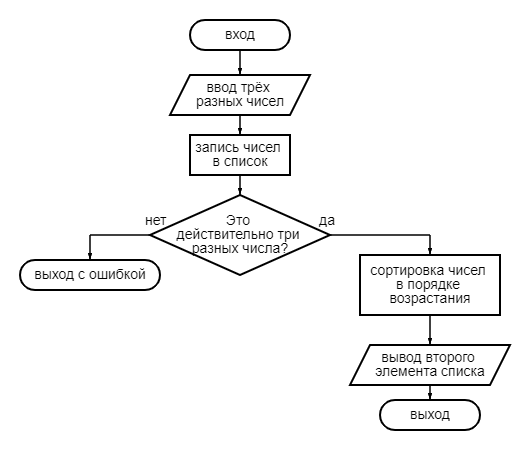 вход
ввод трёх
разных чисел
запись чисел
в список
нет
Это
да
действительно три
разных числа?
выход с ошибкой
сортировка чисел
в порядке
возрастания
вывод второго
элемента списка
выход